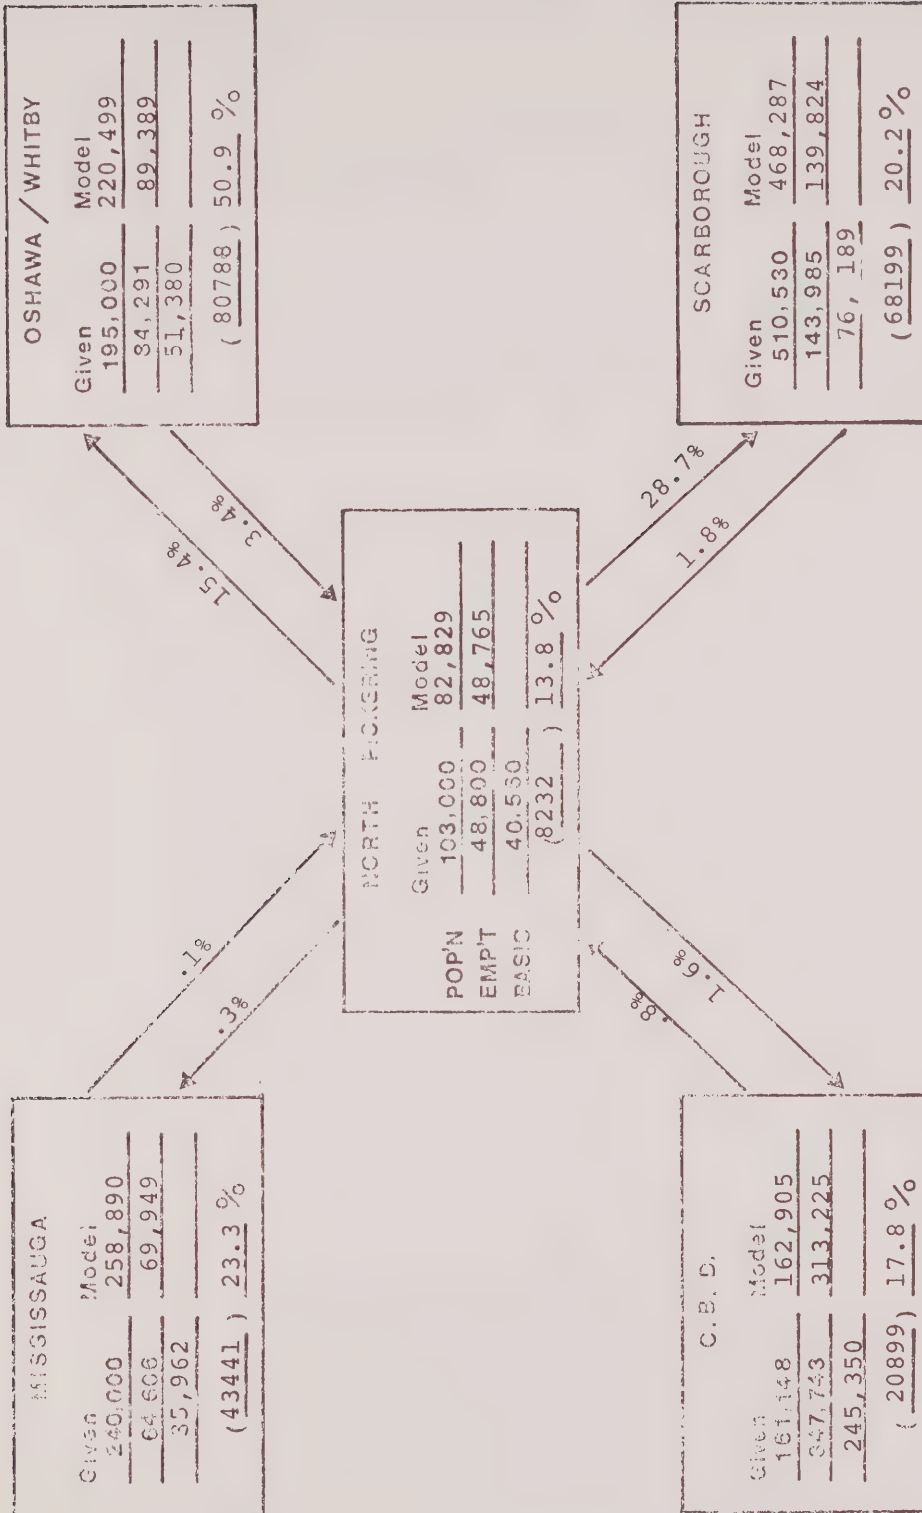 MISSISSAUGA
Given Model
240,000 258,890
64,606 69,949
35,962
(43441) 23.3 %
OSHAWA / WHITBY
Given Model
195,000 220,499
84,291 89,389
51,380
(80788) 50.9 %
.1%
.3%
15.4%
3.4%
NORTH PICKERING
Given Model
POP'N 103,000 82,829
EMP'T 48,800 48,765
BASIC
(8232) 13.8 %
.8%
1.6%
28.7%
1.8%
C.B.D.
Given Model
161,148 162,905
347,743 313,225
245,350
(20899) 17.8 %
SCARBOROUGH
Given Model
510,530 468,287
143,985 139,824
76,189
(68199) 20.2 %